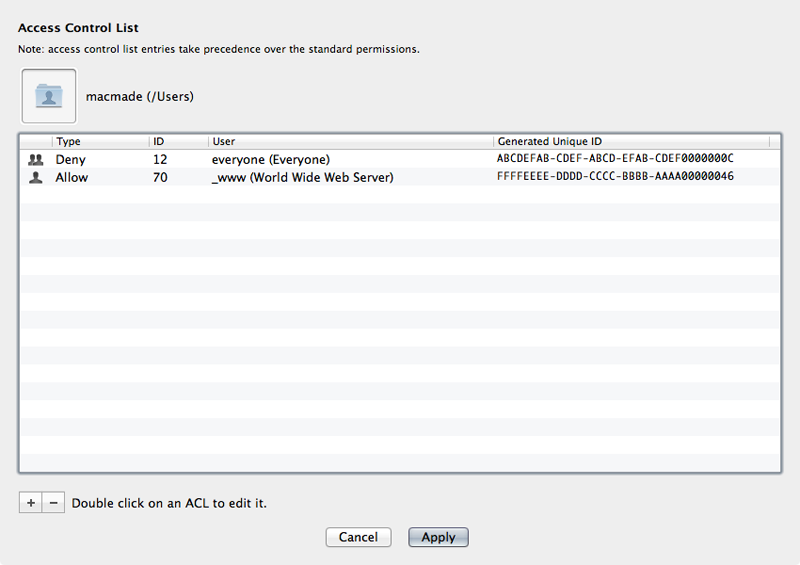 Access Control List
Note: access control list entries take precedence over the standard permissions.
macmade (/Users)
Type ID User Generated Unique ID
Deny 12 everyone (Everyone) ABCDEFAB-CDEF-ABCD-EFAB-CDEF0000000C
Allow 70 _www (World Wide Web Server) FFFFEEEE-DDDD-CCCC-BBBB-AAAA00000046
+ − Double click on an ACL to edit it.
Cancel Apply